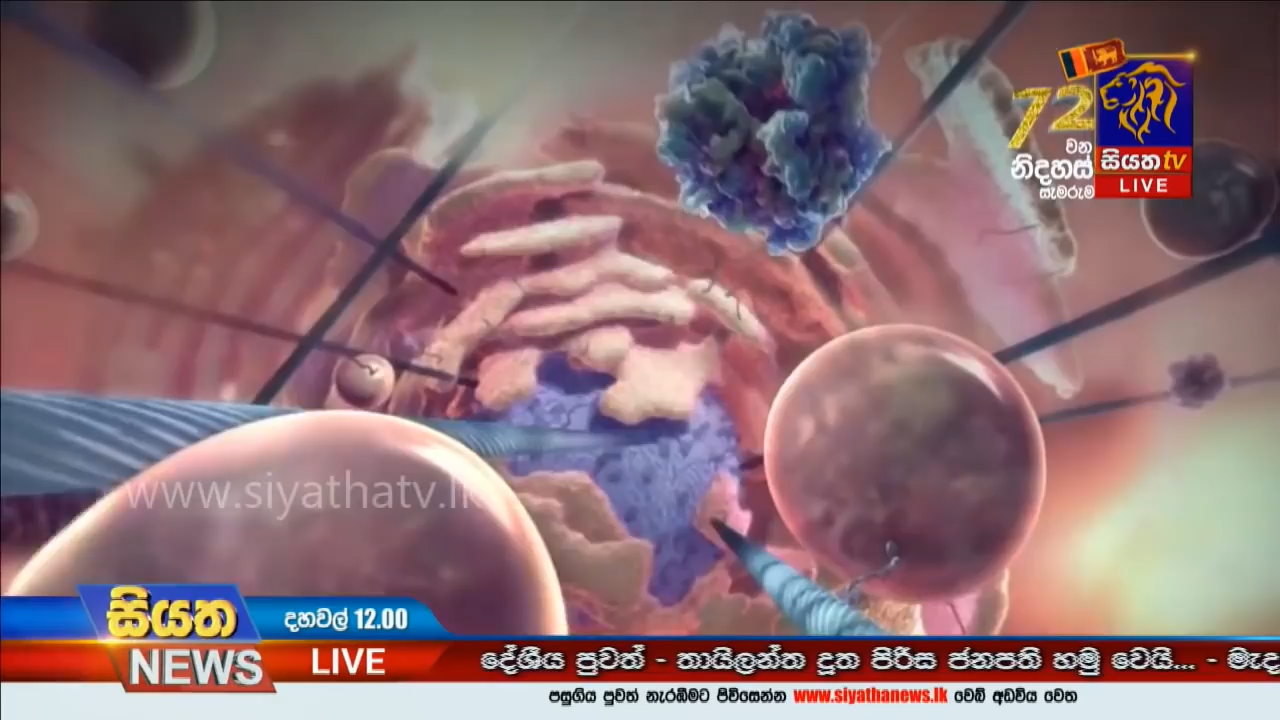 72
වන
නිදහස්
සැමරුම
සියත tv
LIVE
www.siyathatv.lk
සියත
NEWS
දහවල් 12.00
LIVE
දේශීය පුවත් - තායිලන්ත දූත පිරිස ජනපති හමු වෙයි... - මැද
පසුගිය පුවත් නැරඹීමට පිවිසෙන්න www.siyathanews.lk වෙබ් අඩවිය වෙත